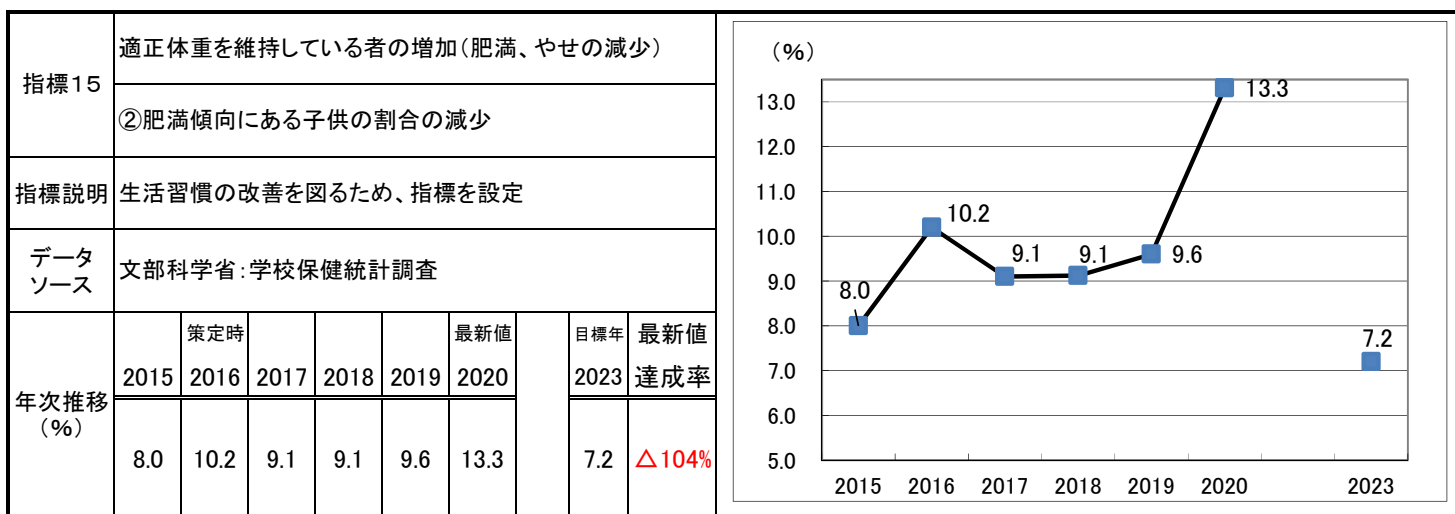 指標15
適正体重を維持している者の増加(肥満、やせの減少)
②肥満傾向にある子供の割合の減少
指標説明
生活習慣の改善を図るため、指標を設定
データ
ソース
文部科学省:学校保健統計調査
年次推移
(%)
策定時 最新値 目標年 最新値
2015 2016 2017 2018 2019 2020 2023 達成率
8.0 10.2 9.1 9.1 9.6 13.3 7.2 △104%
(%)
13.0
12.0
11.0
10.0
9.0
8.0
7.0
6.0
5.0
8.0
10.2
9.1
9.1
9.6
13.3
7.2
2015 2016 2017 2018 2019 2020 2023